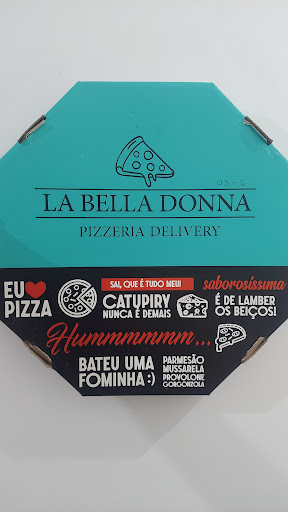 LA BELLA DONNA
PIZZERIA DELIVERY
EU
PIZZA
SAI, QUE É TUDO MEU!
CATUPIRY
NUNCA É DEMAIS
saborosíssima
É DE LAMBER
OS BEIÇOS!
Hummmmmm...
BATEU UMA
FOMINHA :)
PARMESÃO
MUSSARELA
PROVOLONE
GORGONZOLA